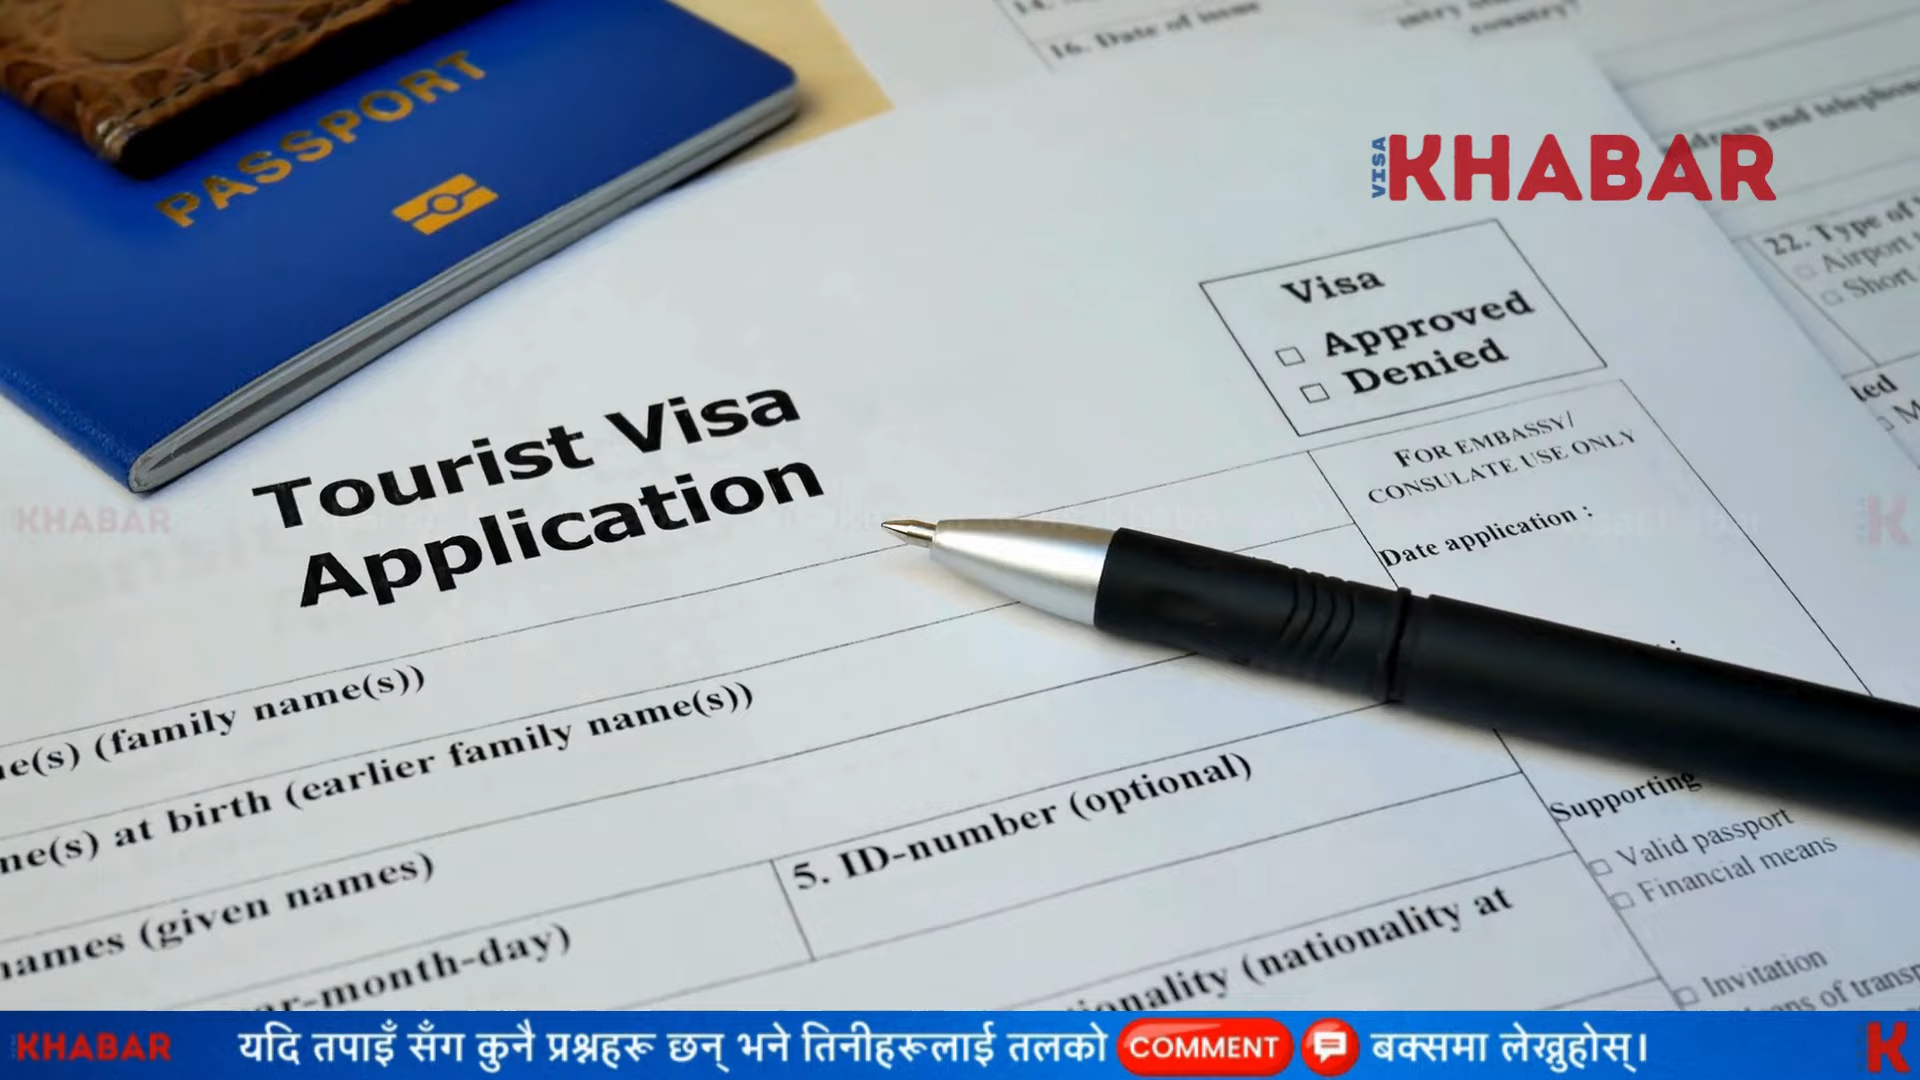 PASSPORT
16. Date of issue
country?
VISA
KHABAR
22. Type of
Airport
Short
Visa
Approved
Denied
FOR EMBASSY/
CONSULATE USE ONLY
Date application :
Tourist Visa
Application
(family name(s))
at birth (earlier family name(s))
(given names)
5. ID-number (optional)
(nationality at
Supporting
Valid passport
Financial means
Invitation
KHABAR
KHABAR यदि तपाइँ सँग कुनै प्रश्नहरू छन् भने तिनीहरूलाई तलको COMMENT बक्समा लेख्नुहोस्। K